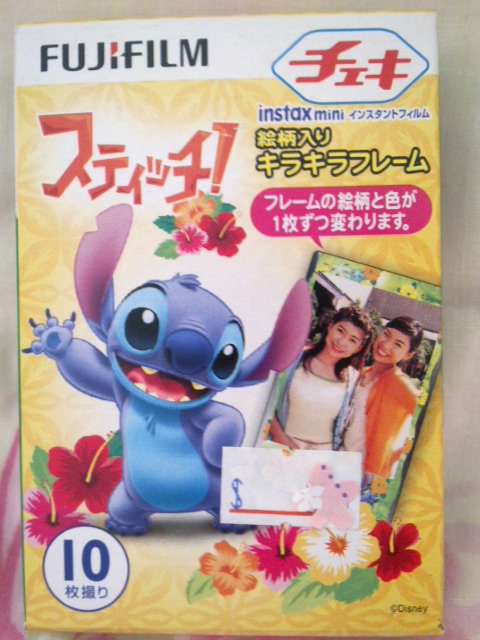 FUJIFILM
チェキ
instax mini インスタントフィルム
絵柄入り
キラキラフレーム
スティッチ!
フレームの絵柄と色が
1枚ずつ変わります。
$
10
枚撮り
©Disney